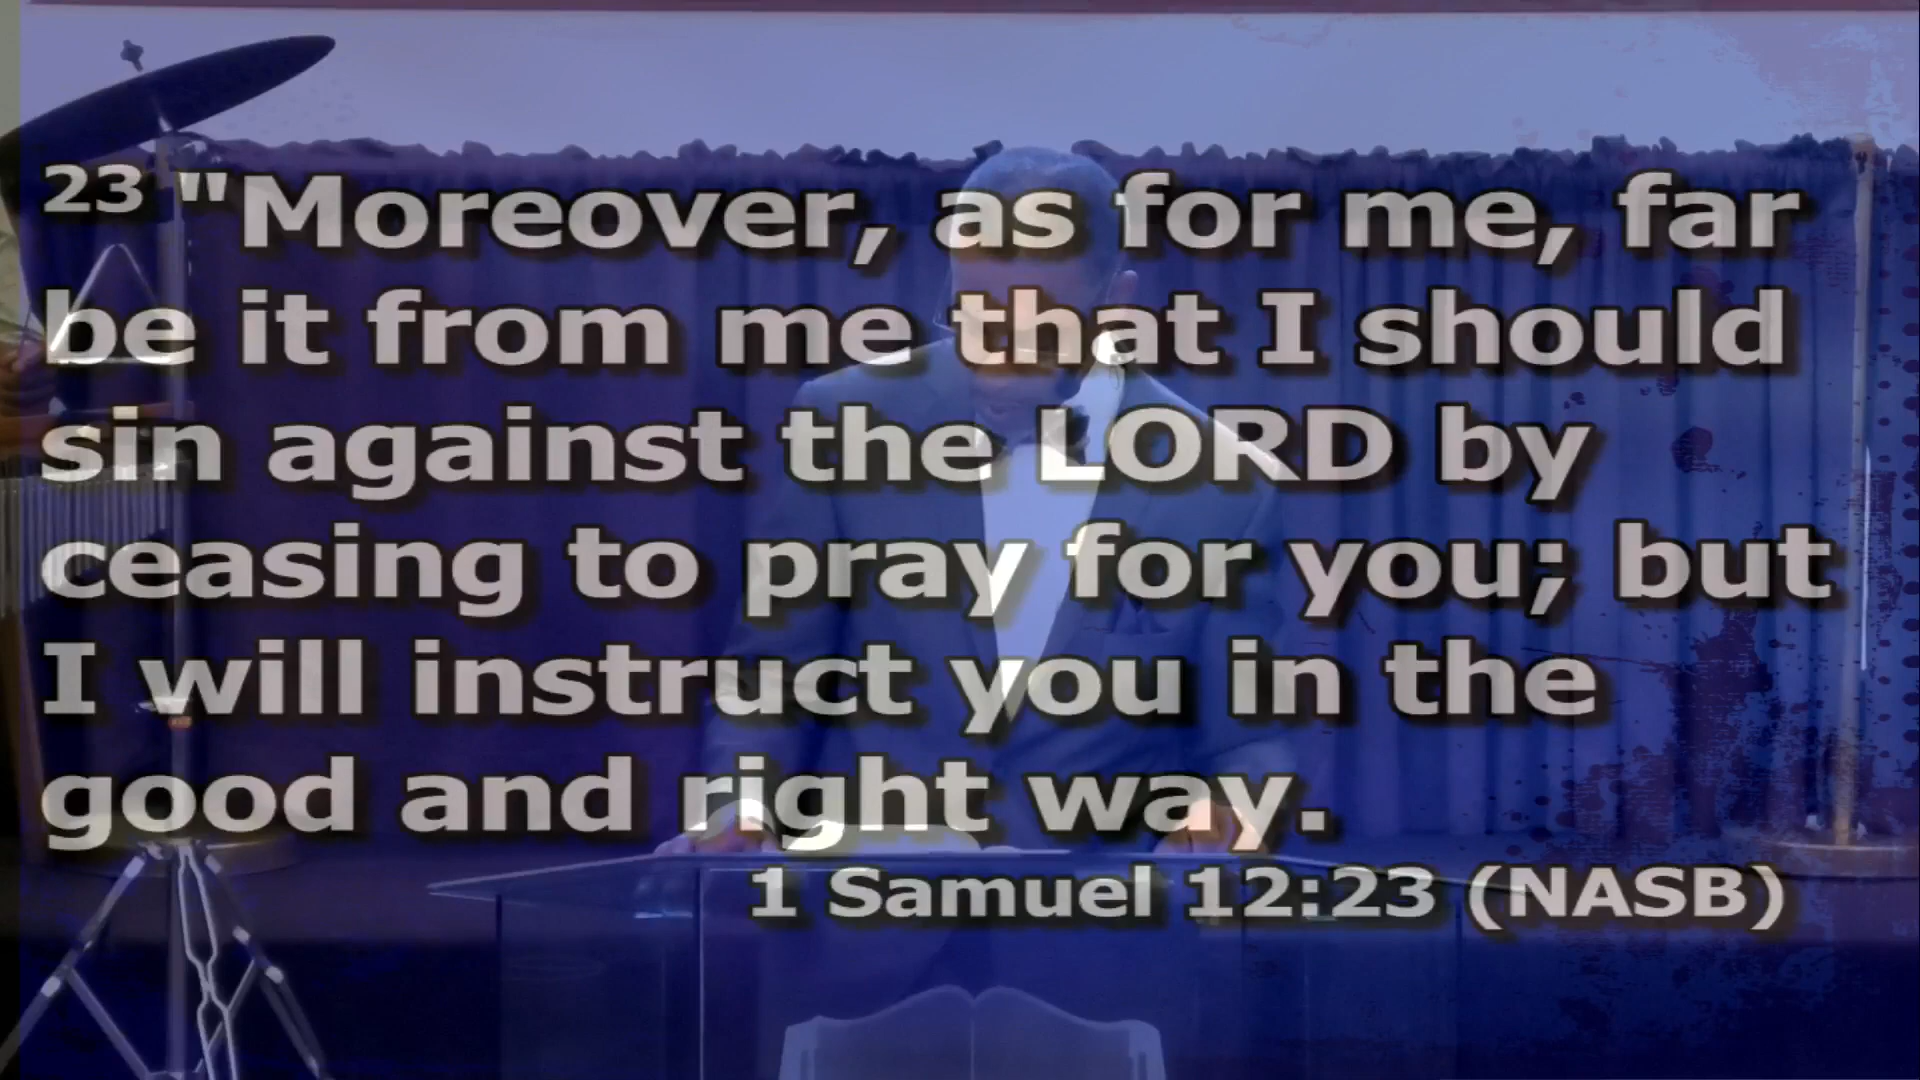 23 "Moreover, as for me, far
be it from me that I should
sin against the LORD by
ceasing to pray for you; but
I will instruct you in the
good and right way.
1 Samuel 12:23 (NASB)